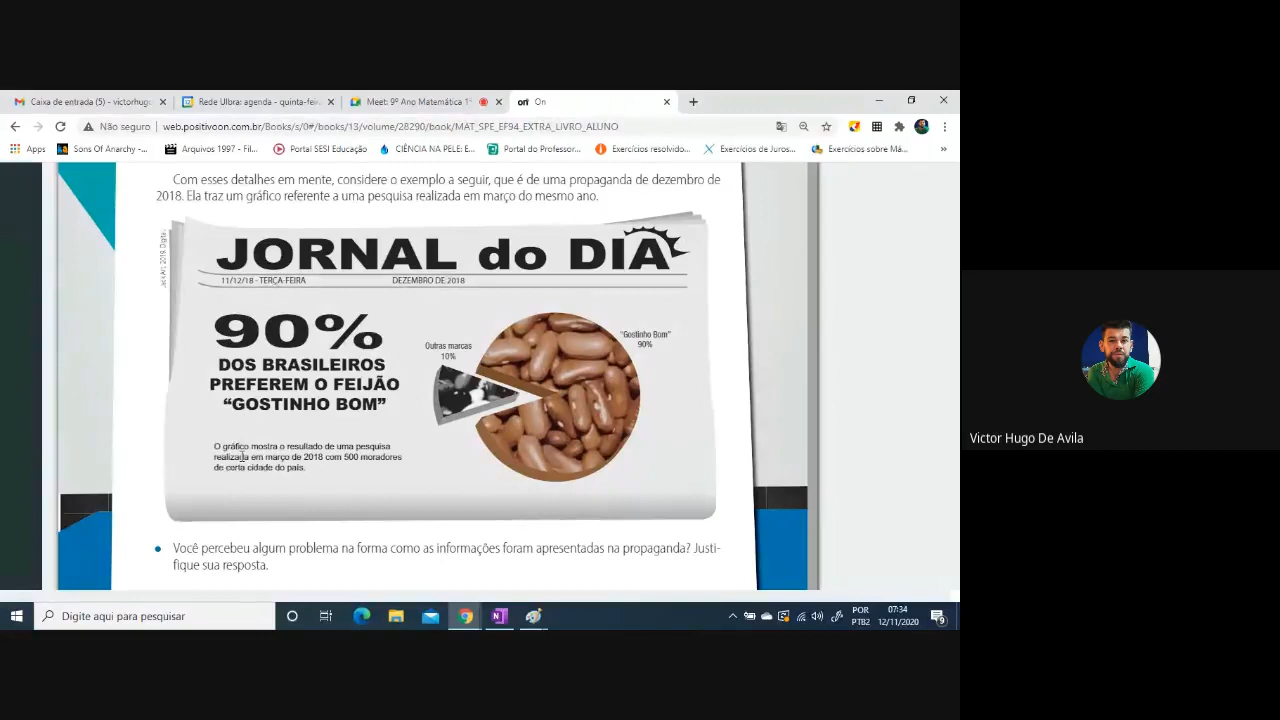 Caixa de entrada (5) - victorhugo
Rede Ulbra: agenda - quinta-fei
Meet: 9º Ano Matemática 1º
On
Não seguro
web.positivoon.com.br/Books/s/0#/books/13/volume/28290/book/MAT_SPE_EF94_EXTRA_LIVRO_ALUNO
Apps
Sons Of Anarchy -...
Arquivos 1997 - Fil...
Portal SESI Educação
CIÊNCIA NA PELE: E...
Portal do Professor...
Exercícios resolvido...
Exercícios de Juros...
Exercícios sobre Má...
Com esses detalhes em mente, considere o exemplo a seguir, que é de uma propaganda de dezembro de
2018. Ela traz um gráfico referente a uma pesquisa realizada em março do mesmo ano.
JORNAL do DIA
11/12/18 - TERÇA-FEIRA
DEZEMBRO DE 2018
90%
DOS BRASILEIROS
PREFEREM O FEIJÃO
“GOSTINHO BOM”
Outras marcas
10%
"Gostinho Bom"
90%
O gráfico mostra o resultado de uma pesquisa
realizada em março de 2018 com 500 moradores
de certa cidade do país.
Você percebeu algum problema na forma como as informações foram apresentadas na propaganda? Justi-
fique sua resposta.
Victor Hugo De Avila
Digite aqui para pesquisar
POR
PTB2
07:34
12/11/2020
9